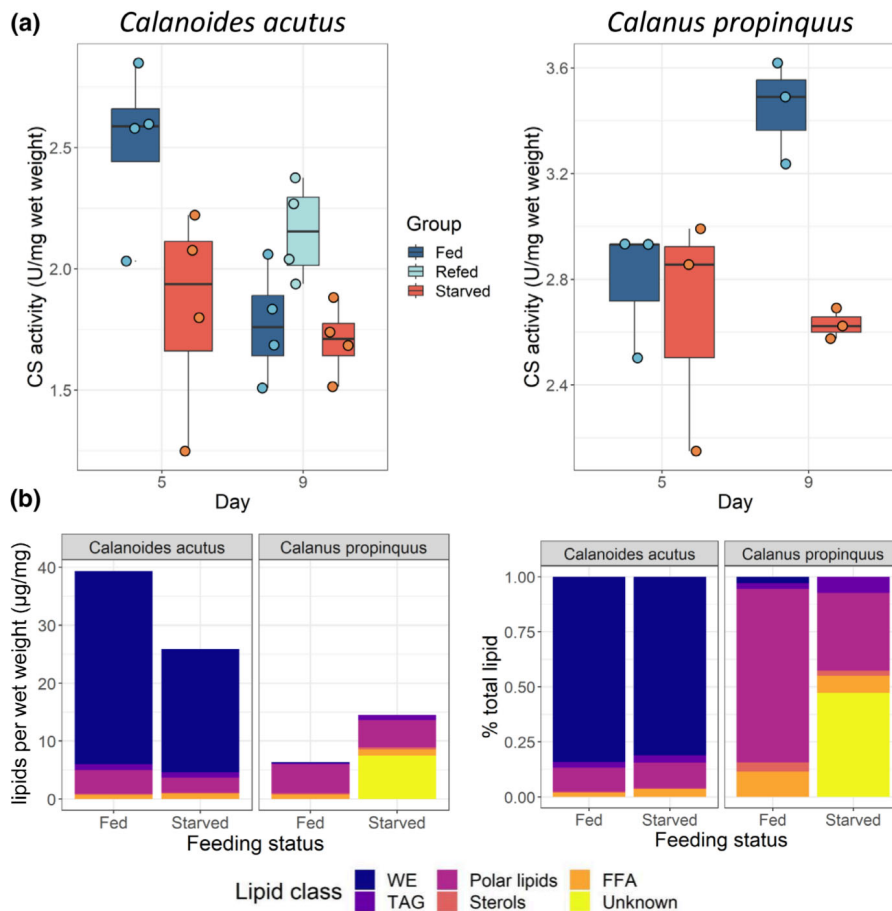 (a)
Calanoides acutus
Calanus propinquus
CS activity (U/mg wet weight)
2.5
2.0
1.5
5
9
Day
Group
Fed
Refed
Starved
CS activity (U/mg wet weight)
3.6
3.2
2.8
2.4
5
9
Day
(b)
Calanoides acutus
Calanus propinquus
lipids per wet weight (µg/mg)
40
30
20
10
0
Fed
Starved
Fed
Starved
Feeding status
Calanoides acutus
Calanus propinquus
% total lipid
1.00
0.75
0.50
0.25
0.00
Fed
Starved
Fed
Starved
Feeding status
Lipid class
WE
Polar lipids
FFA
TAG
Sterols
Unknown